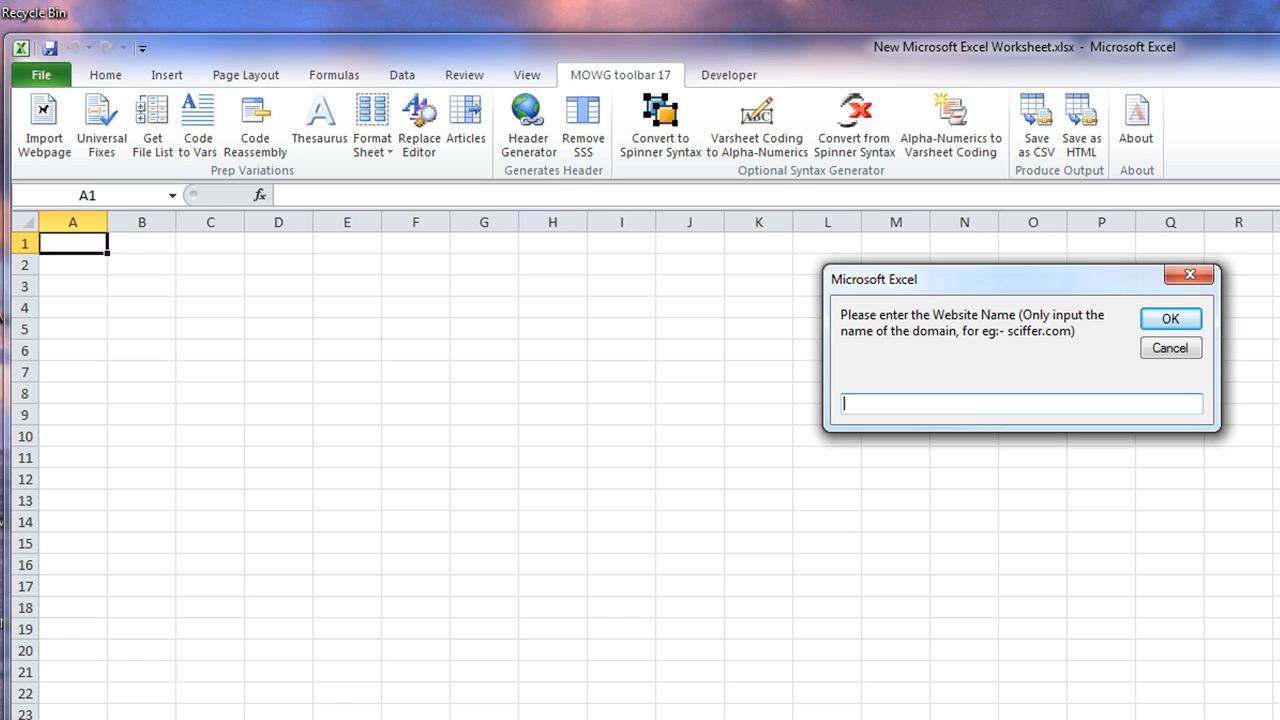 Recycle Bin
New Microsoft Excel Worksheet.xlsx - Microsoft Excel
File Home Insert Page Layout Formulas Data Review View MOWG toolbar 17 Developer
Import Webpage
Universal Fixes
Get File List
Code to Vars
Code Reassembly
Thesaurus
Format Sheet
Replace Editor
Articles
Header Generator
Remove SSS
Convert to Spinner Syntax
Varsheet Coding to Alpha-Numerics
Convert from Spinner Syntax
Alpha-Numerics to Varsheet Coding
Save as CSV
Save as HTML
About
Prep Variations Generates Header Optional Syntax Generator Produce Output About
A1 fx
A B C D E F G H I J K L M N O P Q R
1
2
3
4
5
6
7
8
9
10
11
12
13
14
15
16
17
18
19
20
21
22
23
Microsoft Excel
Please enter the Website Name (Only input the
name of the domain, for eg:- sciffer.com)
OK
Cancel